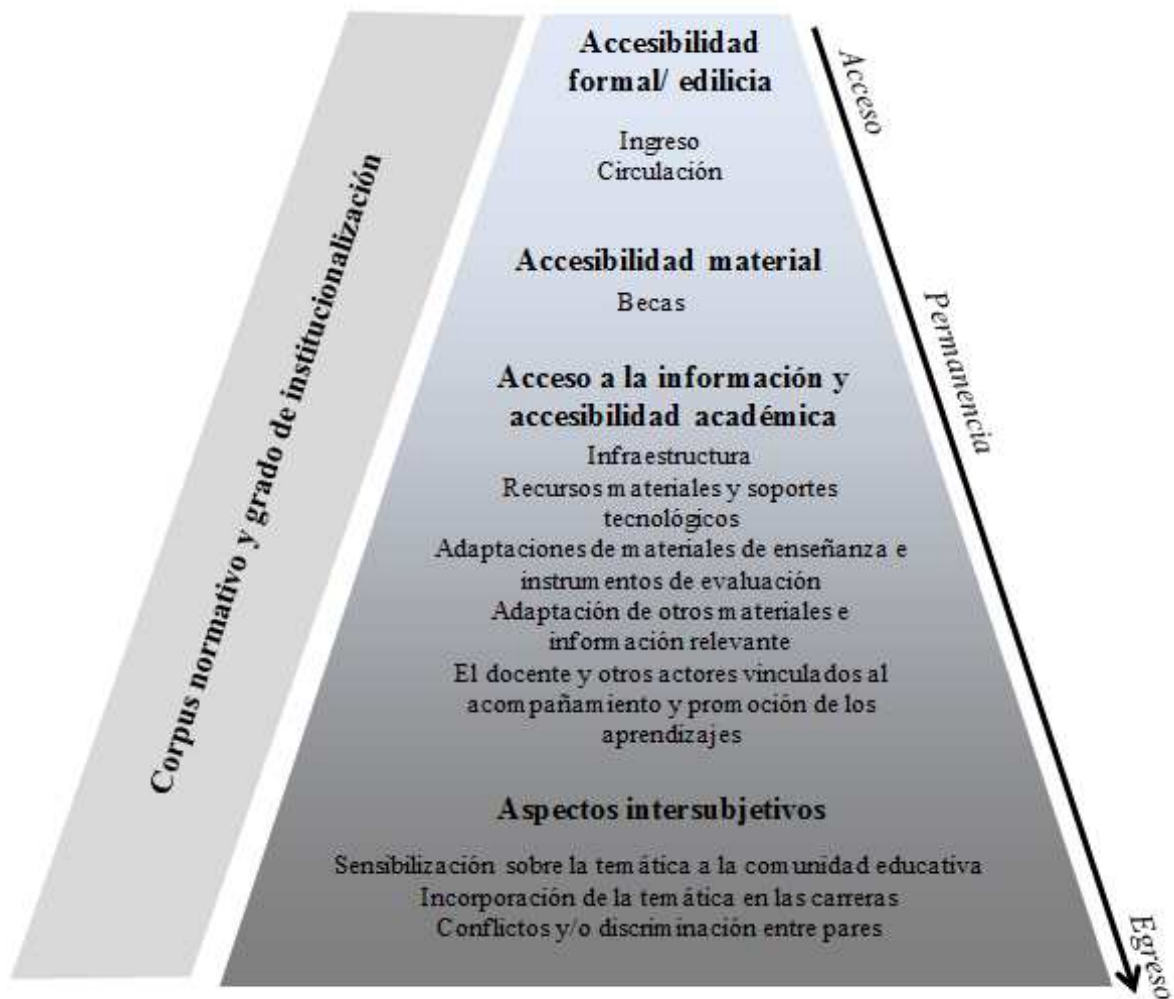 Corpus normativo y grado de institucionalización
Accesibilidad
formal/ edilicia
Ingreso
Circulación
Accesibilidad material
Becas
Acceso a la información y
accesibilidad académica
Infraestructura
Recursos materiales y soportes
tecnológicos
Adaptaciones de materiales de enseñanza e
instrumentos de evaluación
Adaptación de otros materiales e
información relevante
El docente y otros actores vinculados al
acompañamiento y promoción de los
aprendizajes
Aspectos intersubjetivos
Sensibilización sobre la temática a la comunidad educativa
Incorporación de la temática en las carreras
Conflictos y/o discriminación entre pares
Acceso
Permanencia
Egreso